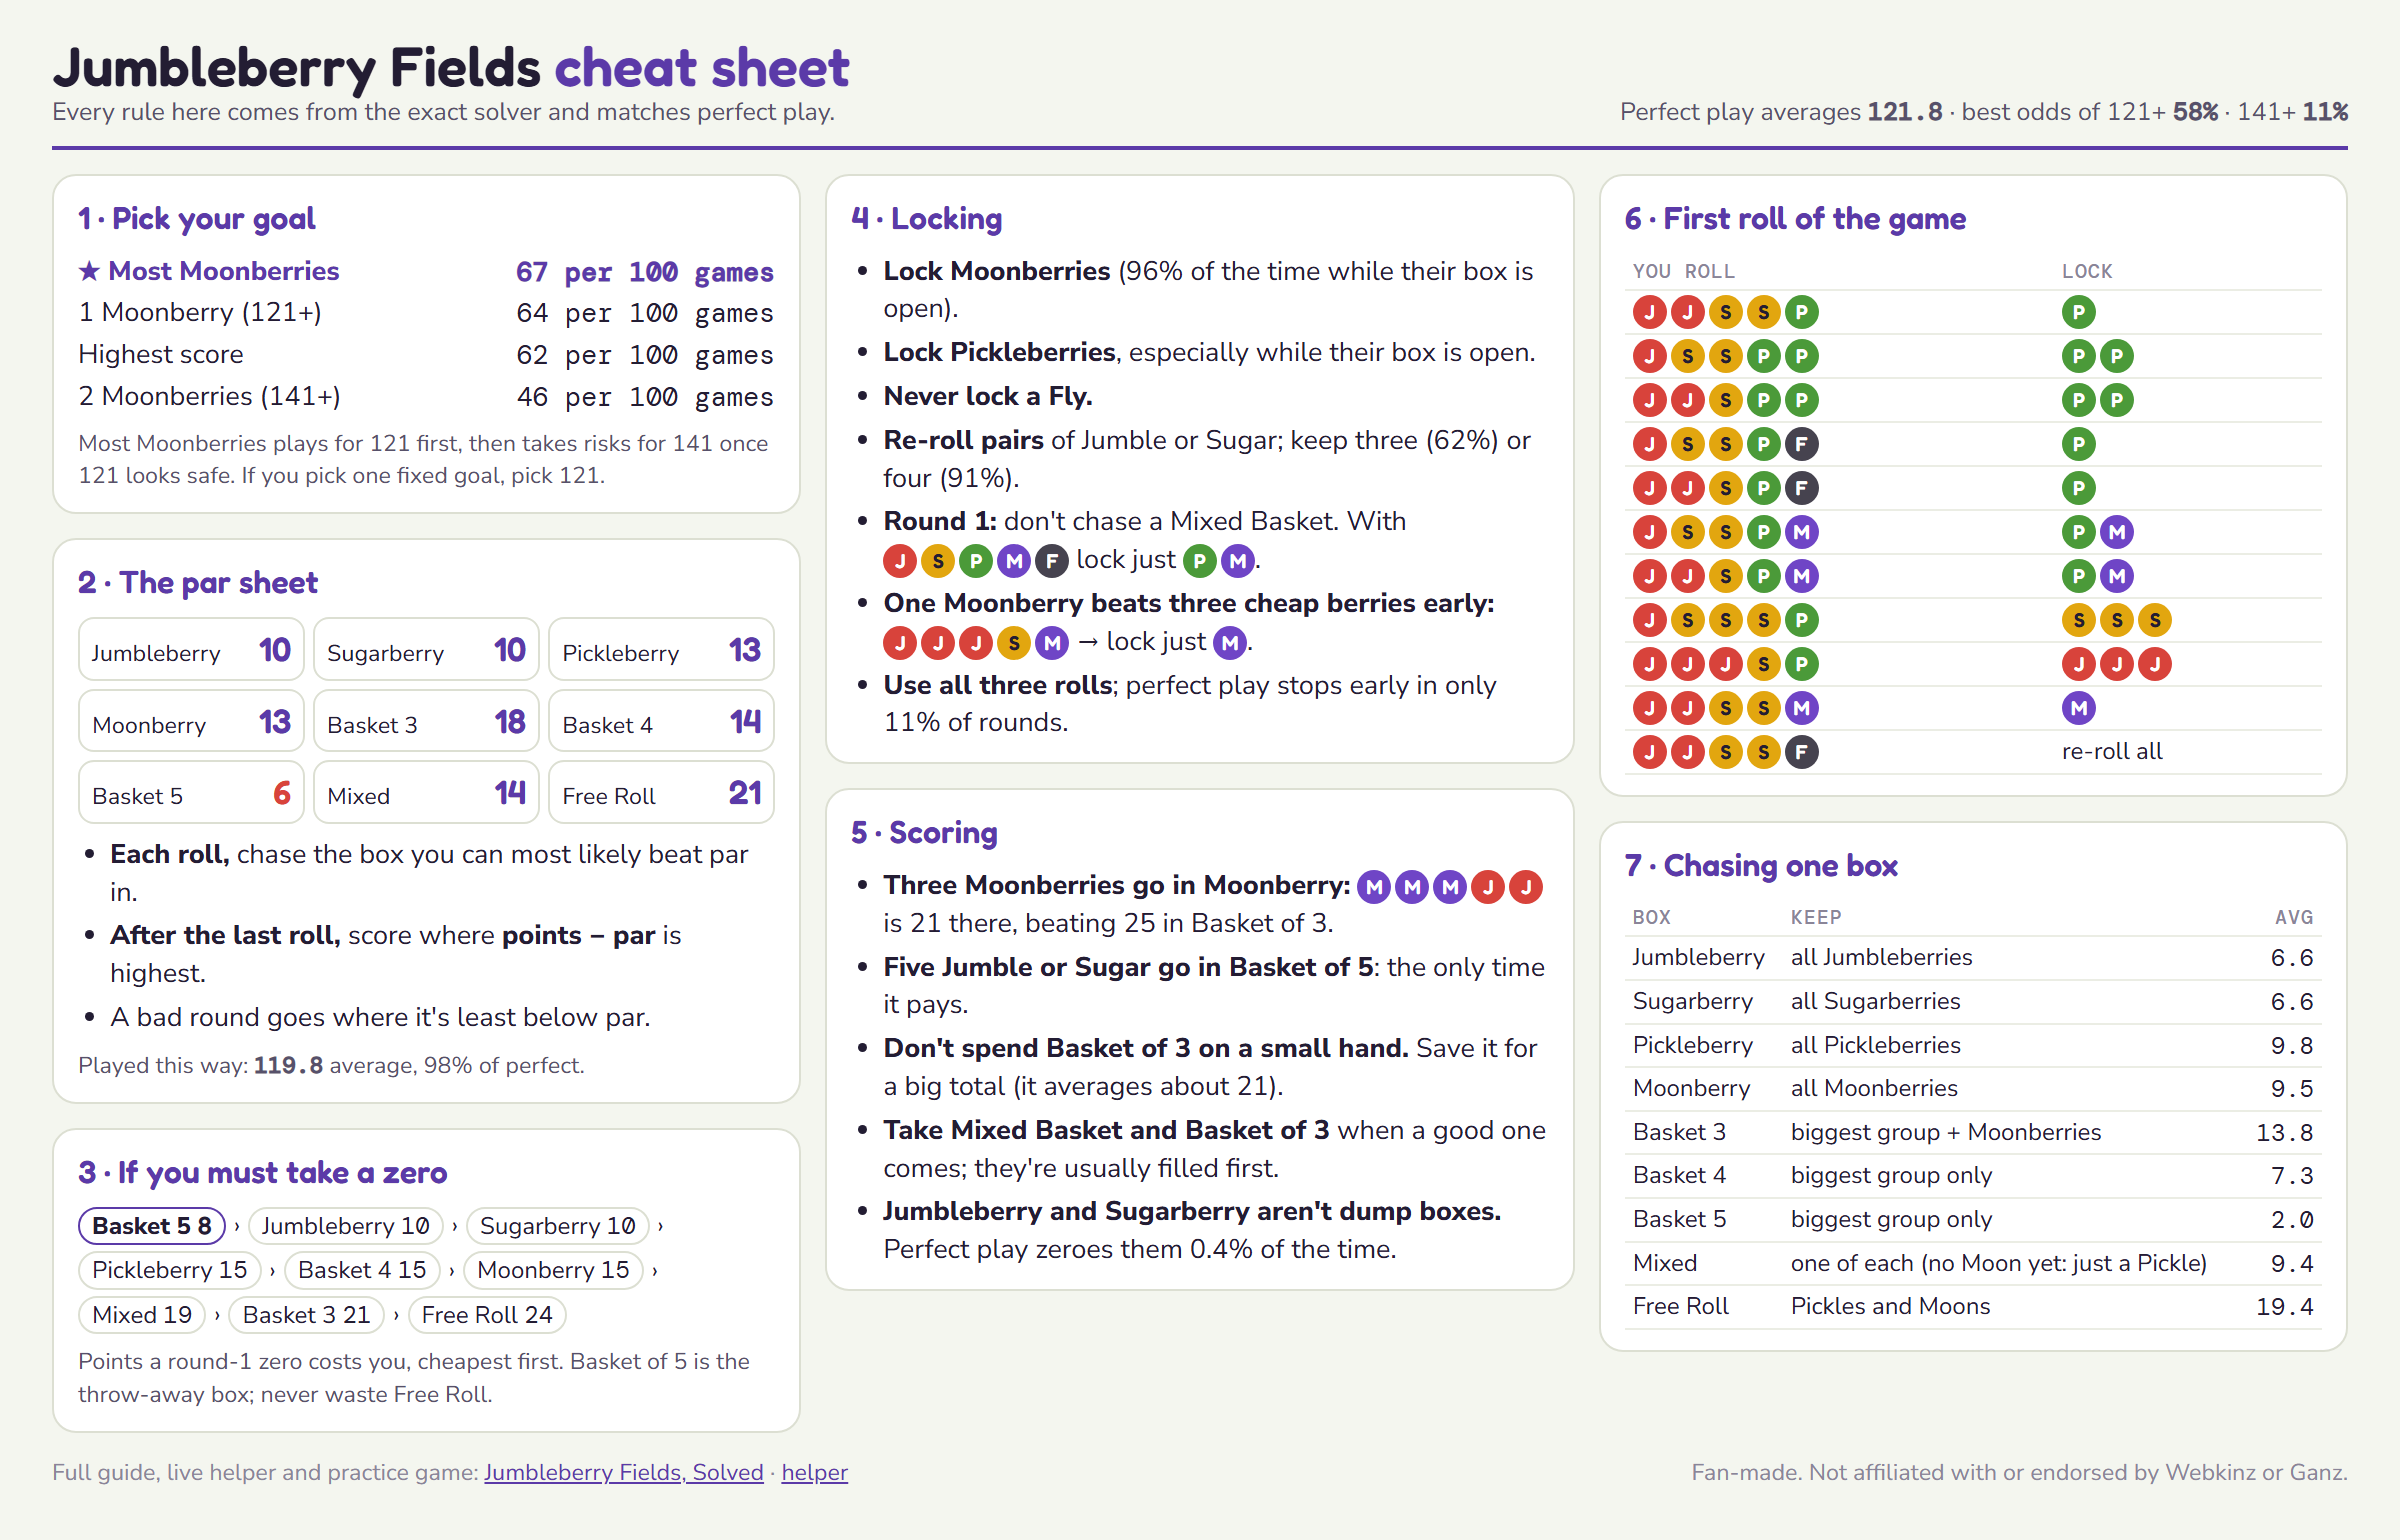 Jumbleberry Fields cheat sheet
Every rule here comes from the exact solver and matches perfect play.
Perfect play averages 121.8 · best odds of 121+ 58% · 141+ 11%
1 · Pick your goal
★ Most Moonberries 67 per 100 games
1 Moonberry (121+) 64 per 100 games
Highest score 62 per 100 games
2 Moonberries (141+) 46 per 100 games
Most Moonberries plays for 121 first, then takes risks for 141 once
121 looks safe. If you pick one fixed goal, pick 121.
2 · The par sheet
Jumbleberry 10 Sugarberry 10 Pickleberry 13
Moonberry 13 Basket 3 18 Basket 4 14
Basket 5 6 Mixed 14 Free Roll 21
• Each roll, chase the box you can most likely beat par
in.
• After the last roll, score where points – par is
highest.
• A bad round goes where it's least below par.
Played this way: 119.8 average, 98% of perfect.
3 · If you must take a zero
Basket 5 8 › Jumbleberry 10 › Sugarberry 10 ›
Pickleberry 15 › Basket 4 15 › Moonberry 15 ›
Mixed 19 › Basket 3 21 › Free Roll 24
Points a round-1 zero costs you, cheapest first. Basket of 5 is the
throw-away box; never waste Free Roll.
4 · Locking
• Lock Moonberries (96% of the time while their box is
open).
• Lock Pickleberries, especially while their box is open.
• Never lock a Fly.
• Re-roll pairs of Jumble or Sugar; keep three (62%) or
four (91%).
• Round 1: don't chase a Mixed Basket. With
J S P M F lock just P M.
• One Moonberry beats three cheap berries early:
J J J S M → lock just M.
• Use all three rolls; perfect play stops early in only
11% of rounds.
5 · Scoring
• Three Moonberries go in Moonberry: M M M J J
is 21 there, beating 25 in Basket of 3.
• Five Jumble or Sugar go in Basket of 5: the only time
it pays.
• Don't spend Basket of 3 on a small hand. Save it for
a big total (it averages about 21).
• Take Mixed Basket and Basket of 3 when a good one
comes; they're usually filled first.
• Jumbleberry and Sugarberry aren't dump boxes.
Perfect play zeroes them 0.4% of the time.
6 · First roll of the game
YOU ROLL LOCK
J J S S P P
J S S P P P P
J J S P P P P
J S S P F P
J J S P F P
J S S P M P M
J J S P M P M
J S S S P S S S
J J J S P J J J
J J S S M M
J J S S F re-roll all
7 · Chasing one box
BOX KEEP AVG
Jumbleberry all Jumbleberries 6.6
Sugarberry all Sugarberries 6.6
Pickleberry all Pickleberries 9.8
Moonberry all Moonberries 9.5
Basket 3 biggest group + Moonberries 13.8
Basket 4 biggest group only 7.3
Basket 5 biggest group only 2.0
Mixed one of each (no Moon yet: just a Pickle) 9.4
Free Roll Pickles and Moons 19.4
Full guide, live helper and practice game: Jumbleberry Fields, Solved · helper
Fan-made. Not affiliated with or endorsed by Webkinz or Ganz.